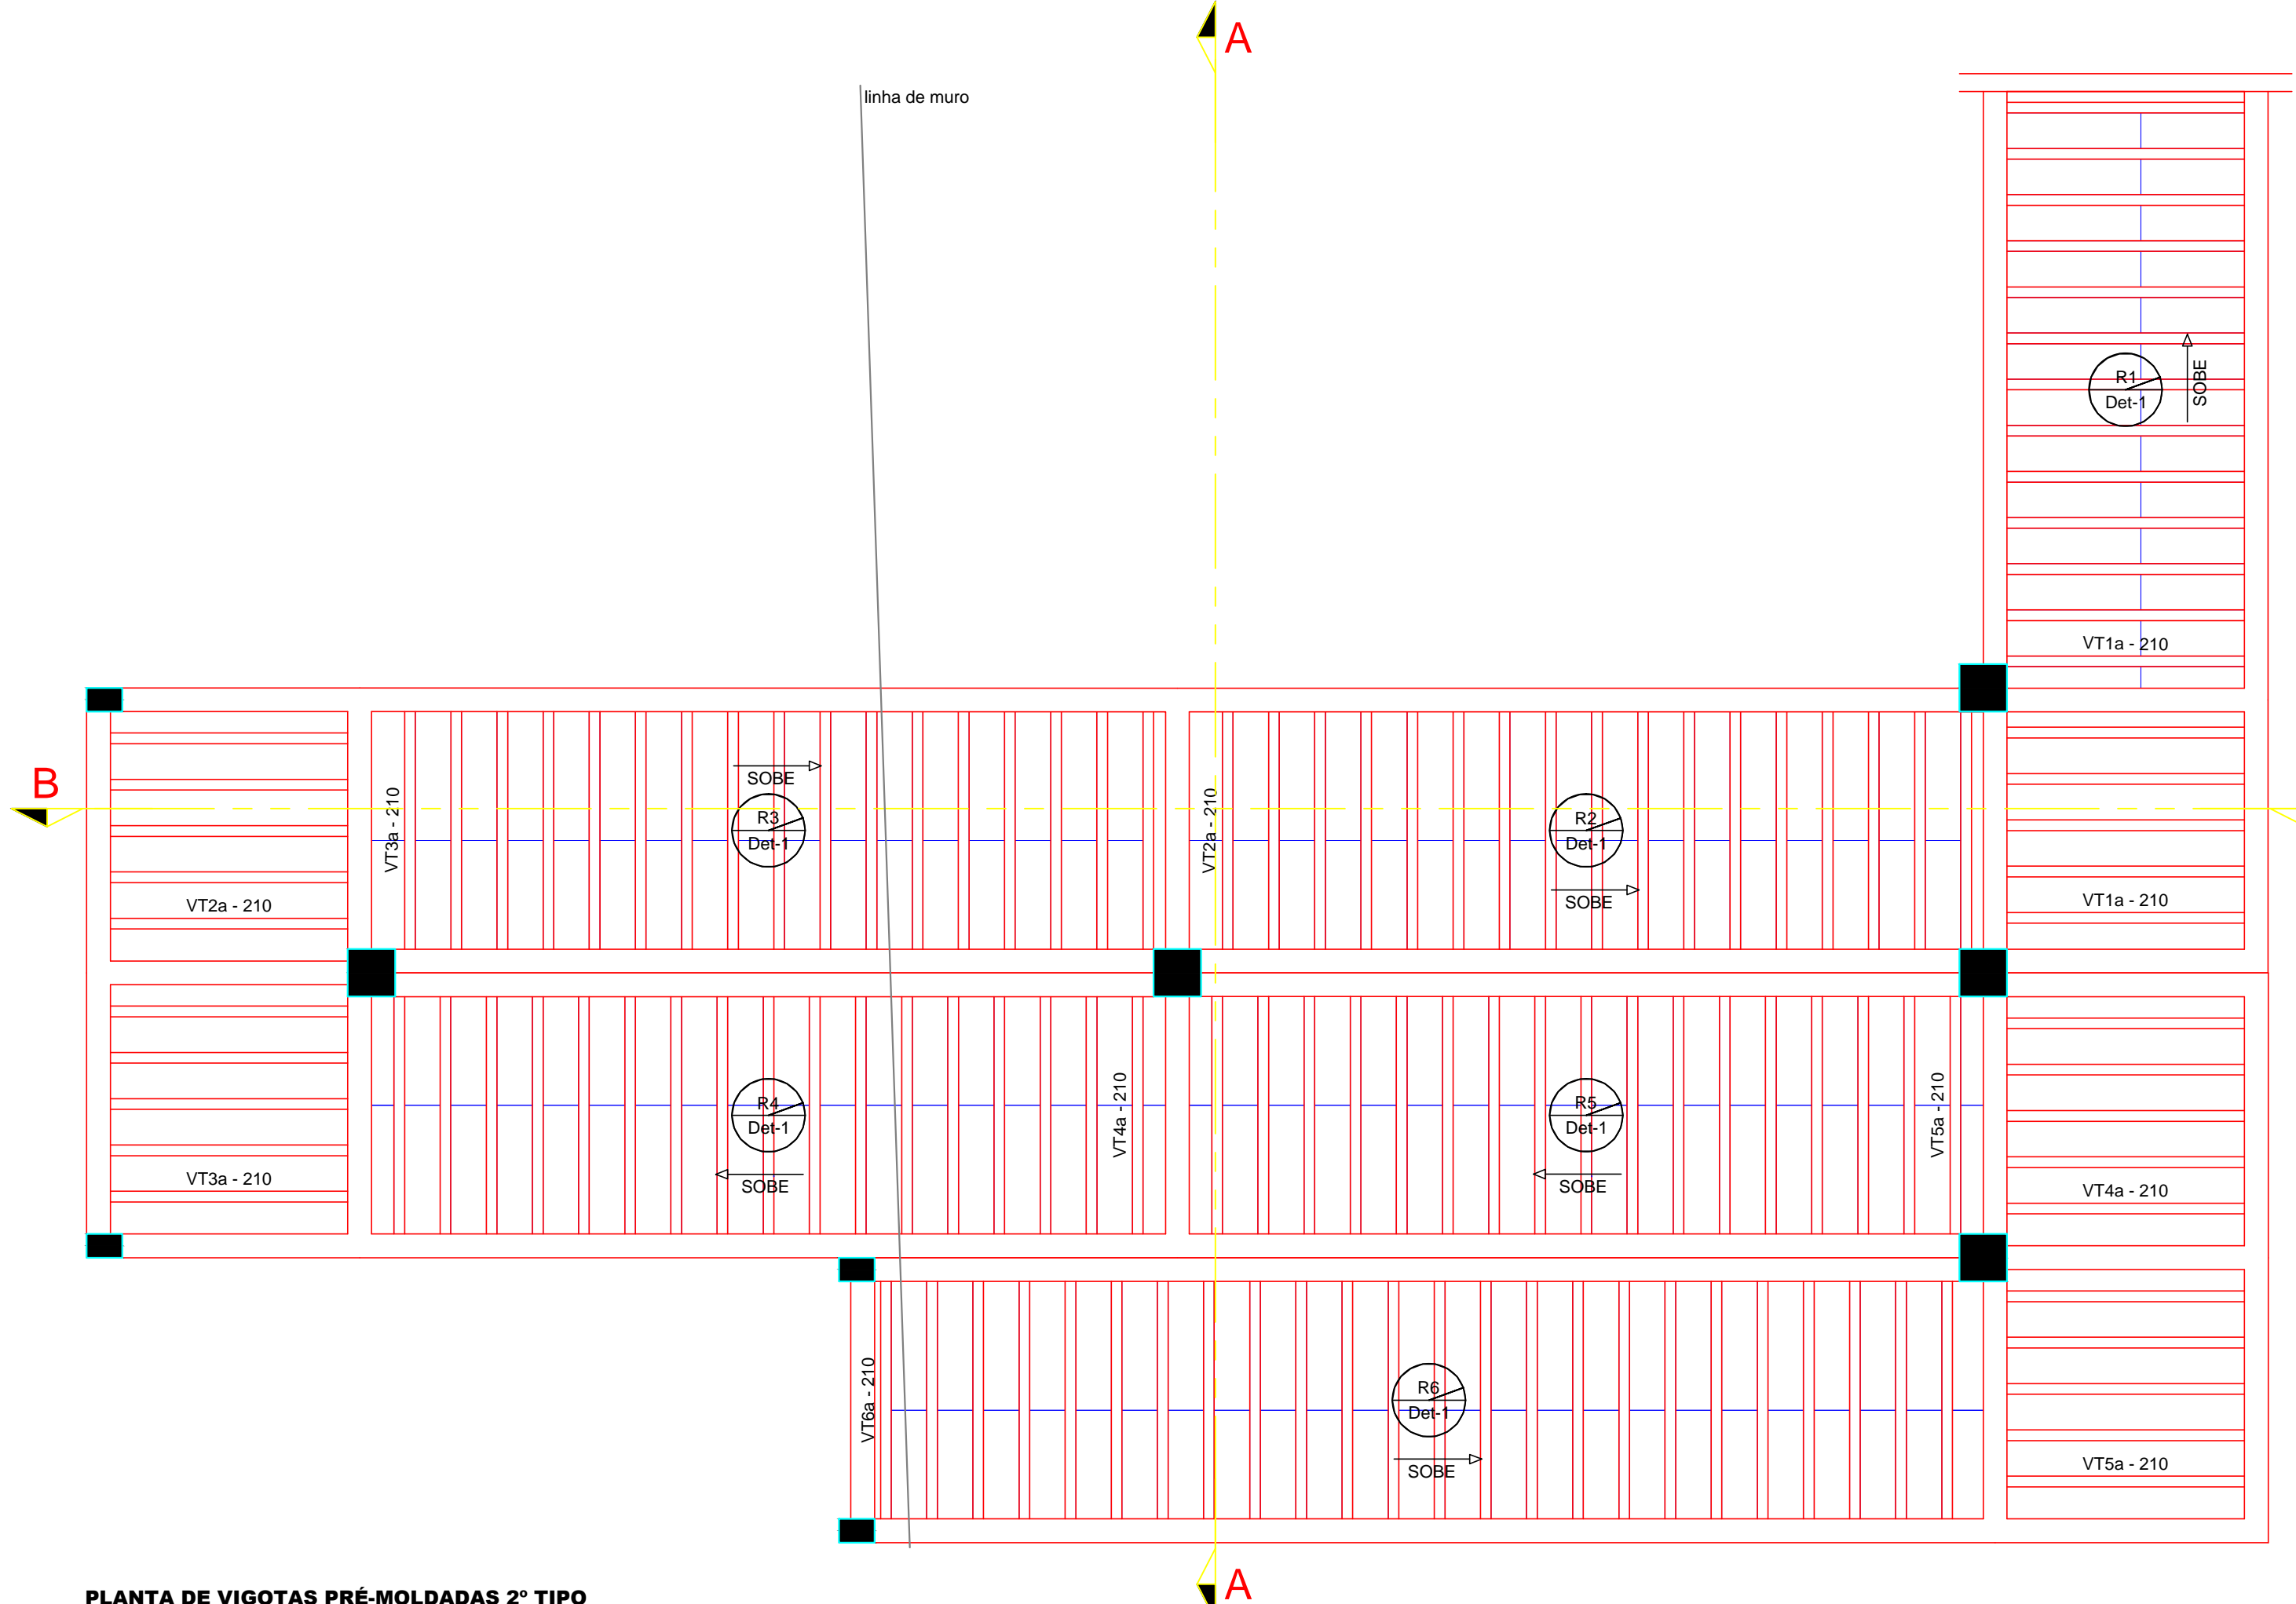 A
linha de muro
R1
Det-1
SOBE
VT1a - 210
B
SOBE
R3
Det-1
VT3a - 210
VT2a - 210
R2
Det-1
SOBE
VT2a - 210
VT1a - 210
R4
Det-1
SOBE
VT4a - 210
R5
Det-1
SOBE
VT5a - 210
VT3a - 210
VT4a - 210
VT6a - 210
R6
Det-1
SOBE
VT5a - 210
A
PLANTA DE VIGOTAS PRÉ-MOLDADAS 2º TIPO